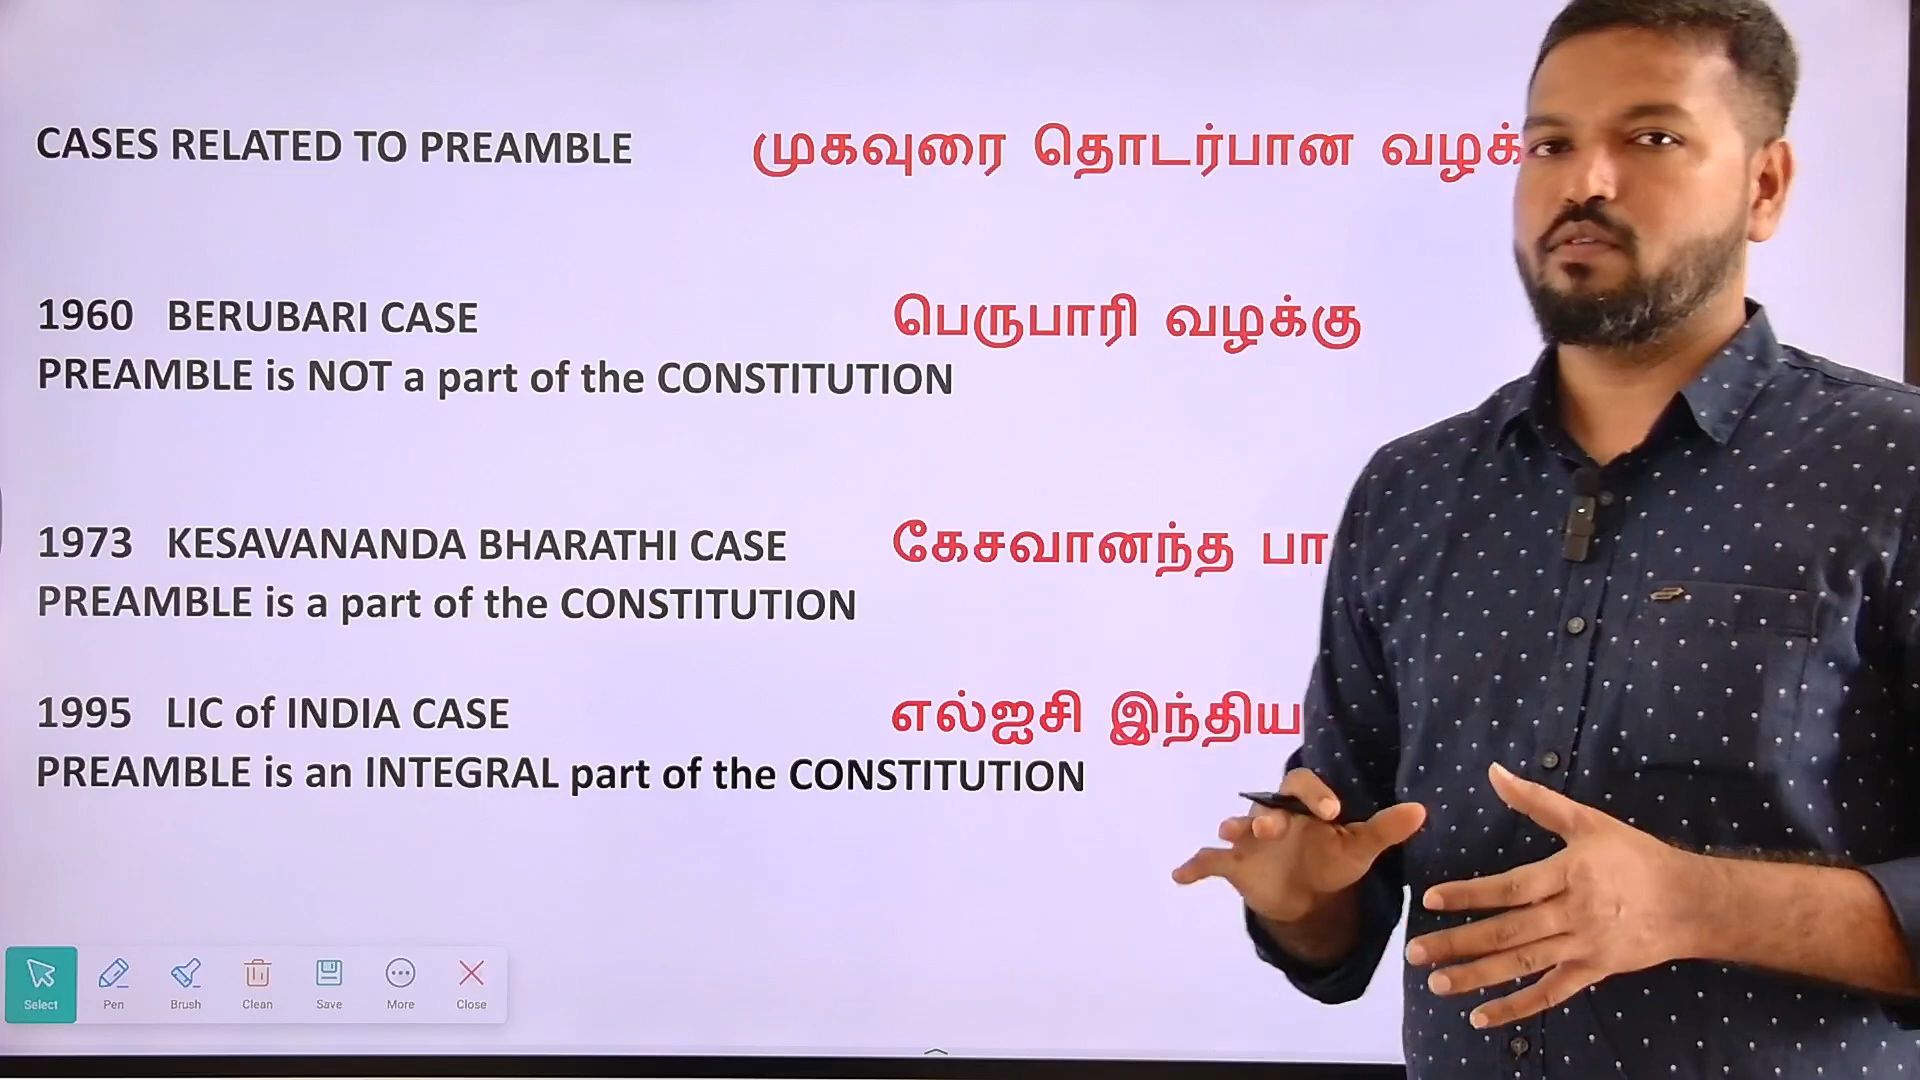 CASES RELATED TO PREAMBLE முகவுரை தொடர்பான
1960 BERUBARI CASE பெருபாரி வழக்கு
PREAMBLE is NOT a part of the CONSTITUTION
1973 KESAVANANDA BHARATHI CASE கேசவானந்த
PREAMBLE is a part of the CONSTITUTION
1995 LIC of INDIA CASE எல்ஐசி இந்திய
PREAMBLE is an INTEGRAL part of the CONSTITUTION
Select Pen Brush Clean Save More Close